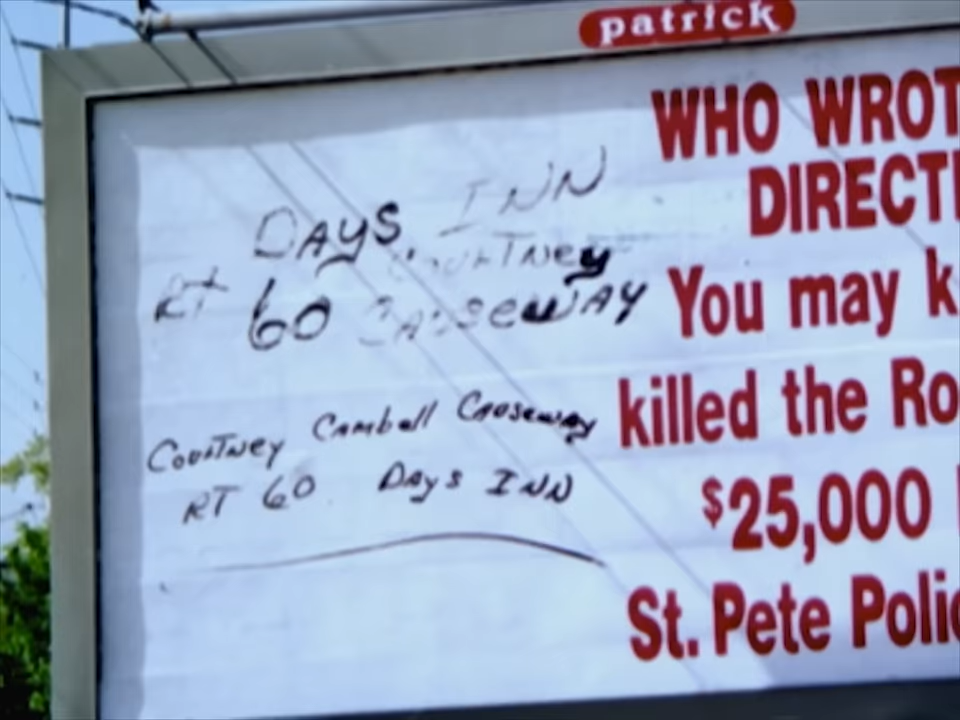 patrick
DAYS. INN
RT 60 COURTNEY
CAUSEWAY
COURTNEY CAMBELL CAUSEWAY
RT 60 DAYS INN
WHO WROT
DIRECTI
You may k
killed the Ro
$25,000
St. Pete Polic